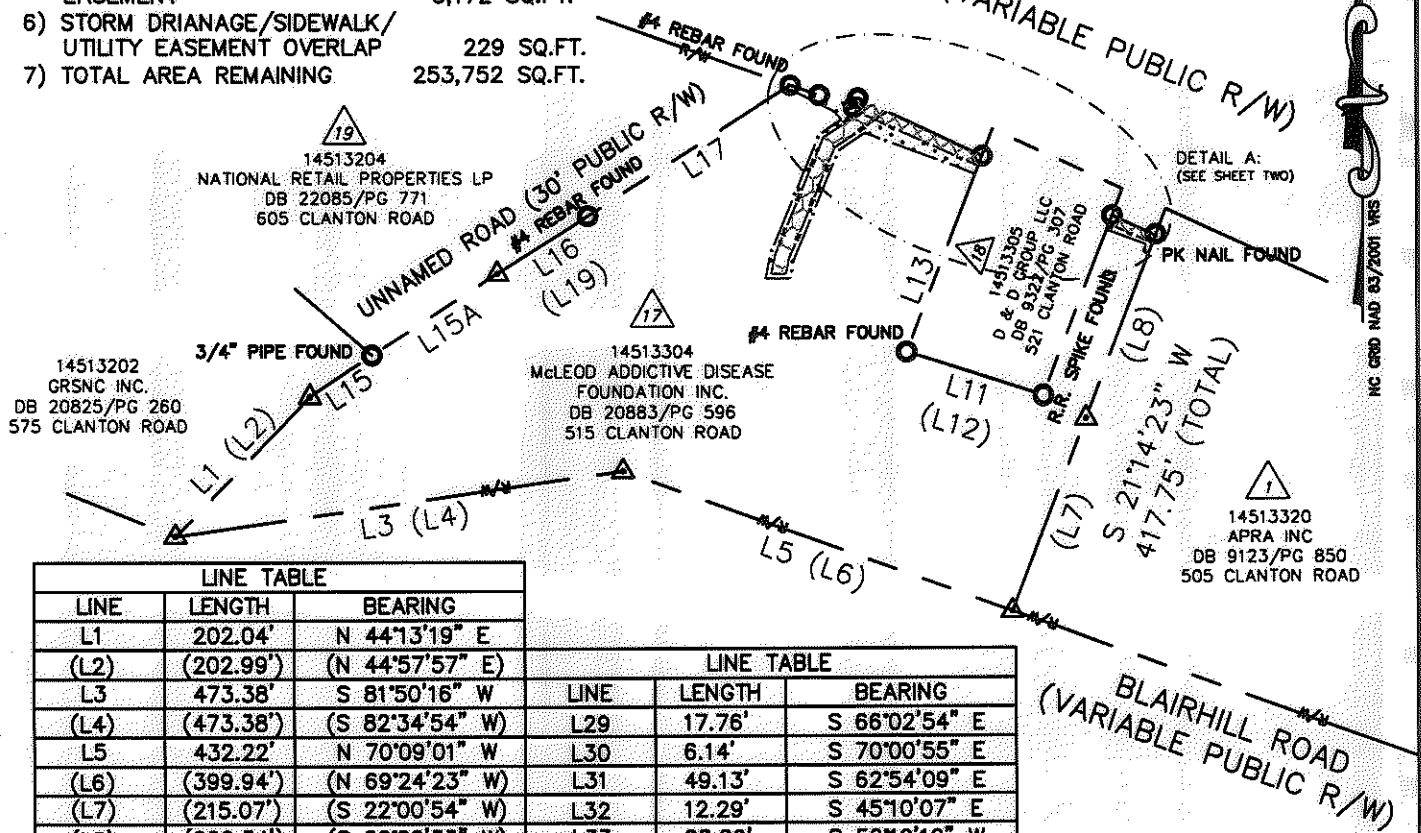 6) STORM DRIANAGE/SIDEWALK/
UTILITY EASEMENT OVERLAP 229 SQ.FT.
7) TOTAL AREA REMAINING 253,752 SQ.FT.
(VARIABLE PUBLIC R/W)
#4 REBAR FOUND
R/W
19
14513204
NATIONAL RETAIL PROPERTIES LP
DB 22085/PG 771
605 CLANTON ROAD
UNNAMED ROAD (30' PUBLIC R/W)
#4 REBAR FOUND
L17
L16
(L19)
L15A
3/4" PIPE FOUND
L15
L1 (L2)
14513202
GRSNC INC.
DB 20825/PG 260
575 CLANTON ROAD
17
14513304
McLEOD ADDICTIVE DISEASE
FOUNDATION INC.
DB 20883/PG 596
515 CLANTON ROAD
DETAIL A:
(SEE SHEET TWO)
NC GRID NAD 83/2001 VRS
18
14513305
D & D GROUP LLC
DB 9322/PG 307
521 CLANTON ROAD
L13
#4 REBAR FOUND
L11
(L12)
R.R. SPIKE FOUND
PK NAIL FOUND
(L8)
(L7)
S 21°14'23" W
417.75' (TOTAL)
1
14513320
APRA INC
DB 9123/PG 850
505 CLANTON ROAD
L3 (L4)
R/W
R/W
L5 (L6)
R/W
R/W
BLAIRHILL ROAD
(VARIABLE PUBLIC R/W)
LINE TABLE
LINE LENGTH BEARING
L1 202.04' N 44°13'19" E
(L2) (202.99') (N 44°57'57" E)
L3 473.38' S 81°50'16" W
(L4) (473.38') (S 82°34'54" W)
L5 432.22' N 70°09'01" W
(L6) (399.94') (N 69°24'23" W)
(L7) (215.07') (S 22°00'54" W)
LINE TABLE
LINE LENGTH BEARING
L29 17.76' S 66°02'54" E
L30 6.14' S 70°00'55" E
L31 49.13' S 62°54'09" E
L32 12.29' S 45°10'07" E